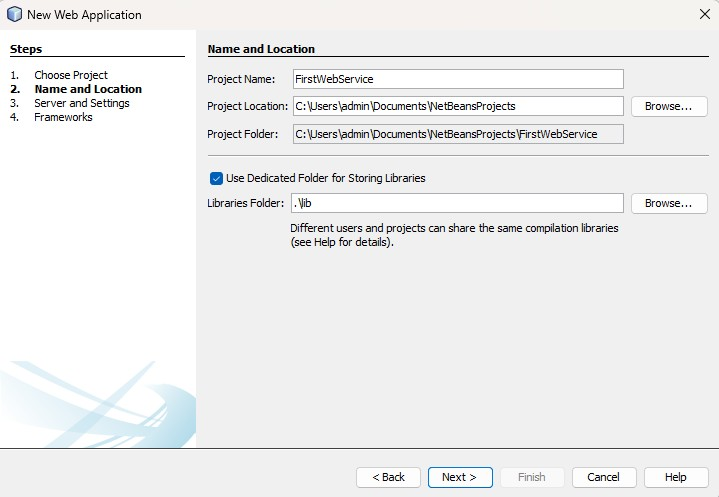 New Web Application
Steps
1. Choose Project
2. Name and Location
3. Server and Settings
4. Frameworks
Name and Location
Project Name: FirstWebService
Project Location: C:\Users\admin\Documents\NetBeansProjects Browse...
Project Folder: C:\Users\admin\Documents\NetBeansProjects\FirstWebService
Use Dedicated Folder for Storing Libraries
Libraries Folder: .\lib Browse...
Different users and projects can share the same compilation libraries
(see Help for details).
< Back Next > Finish Cancel Help